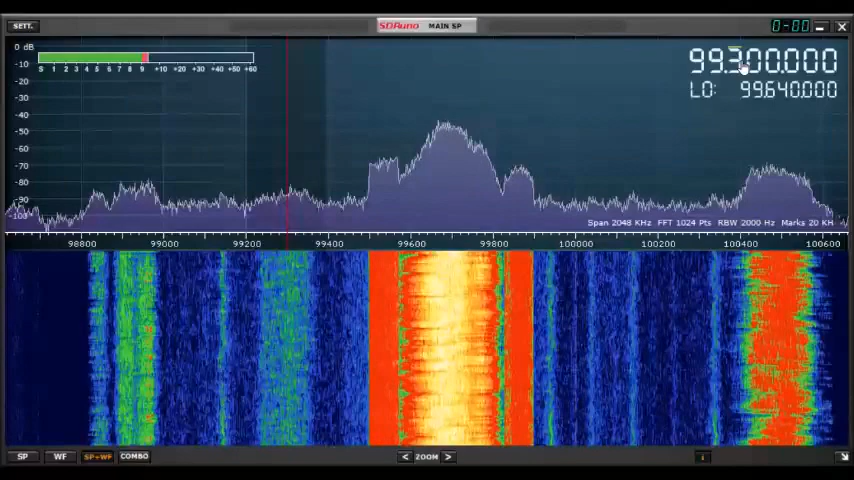 SETT.
SDRuno MAIN SP
0-00
0 dB
-10
-20
-30
-40
-50
-60
-70
-80
-90
-100
S 1 2 3 4 5 6 7 8 9 +10 +20 +30 +40 +50 +60
99.300.000
LO: 99.640.000
Span 2048 KHz FFT 1024 Pts RBW 2000 Hz Marks 20 KH
98800 99000 99200 99400 99600 99800 100000 100200 100400 100600
SP WF SP+WF COMBO < ZOOM > i